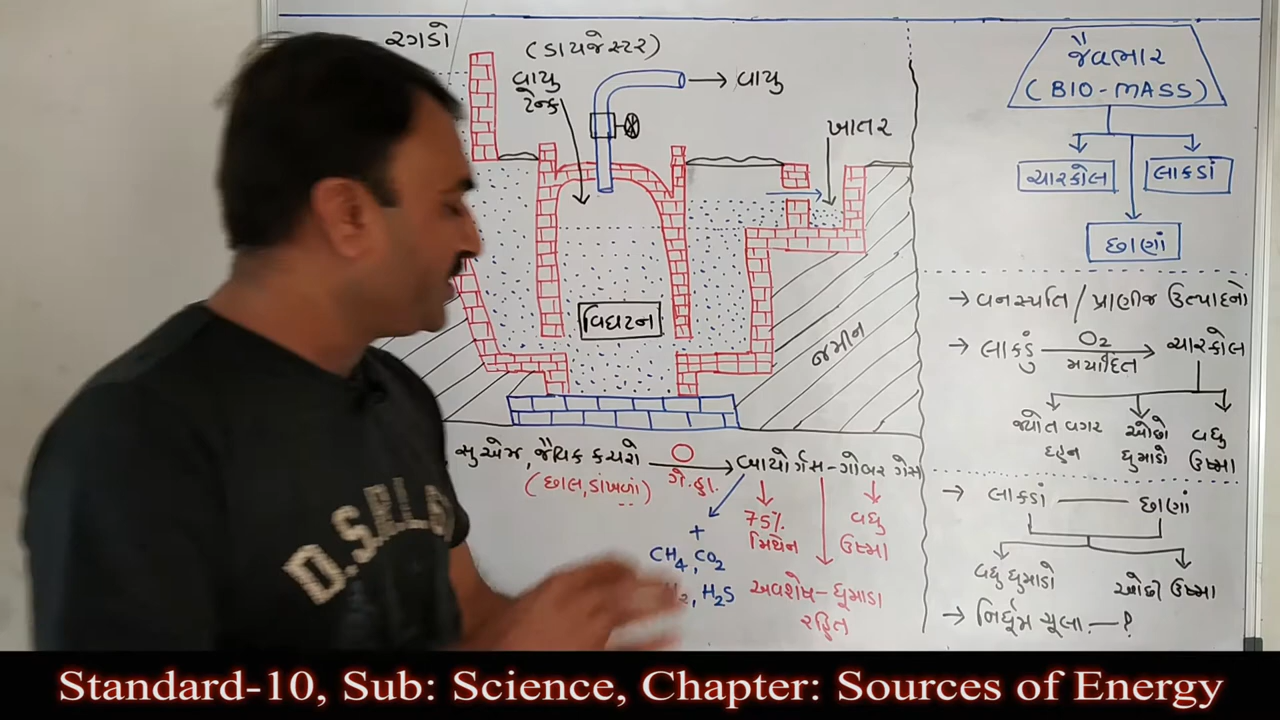 રગડો
(ડાયજેસ્ટર)
વાયુ
ટેન્ક
વાયુ
ખાતર
વિઘટન
જમીન
સુએજ, જૈવિક કચરો
(છાલ, ડાખળાં)
બાયોગેસ - ગોબર ગેસ
+
CH4, CO2
H2S
75%
મિથેન
વધુ
ઉષ્મા
અવશેષ - ધૂમાડા
રહિત
જૈવભાર
(BIO-MASS)
ચારકોલ
લાકડાં
છાણાં
→ વનસ્પતિ / પ્રાણીજ ઉત્પાદનો
→ લાકડું O2 મર્યાદિત → ચારકોલ
જ્યોત વગર
દહન
ઓછો
ધુમાડો
વધુ
ઉષ્મા
→ લાકડાં — છાણાં
વધુ ધુમાડો
ઓછી ઉષ્મા
→ નિર્ધૂમ ચૂલા. — ?
D.S.
Standard-10, Sub: Science, Chapter: Sources of Energy